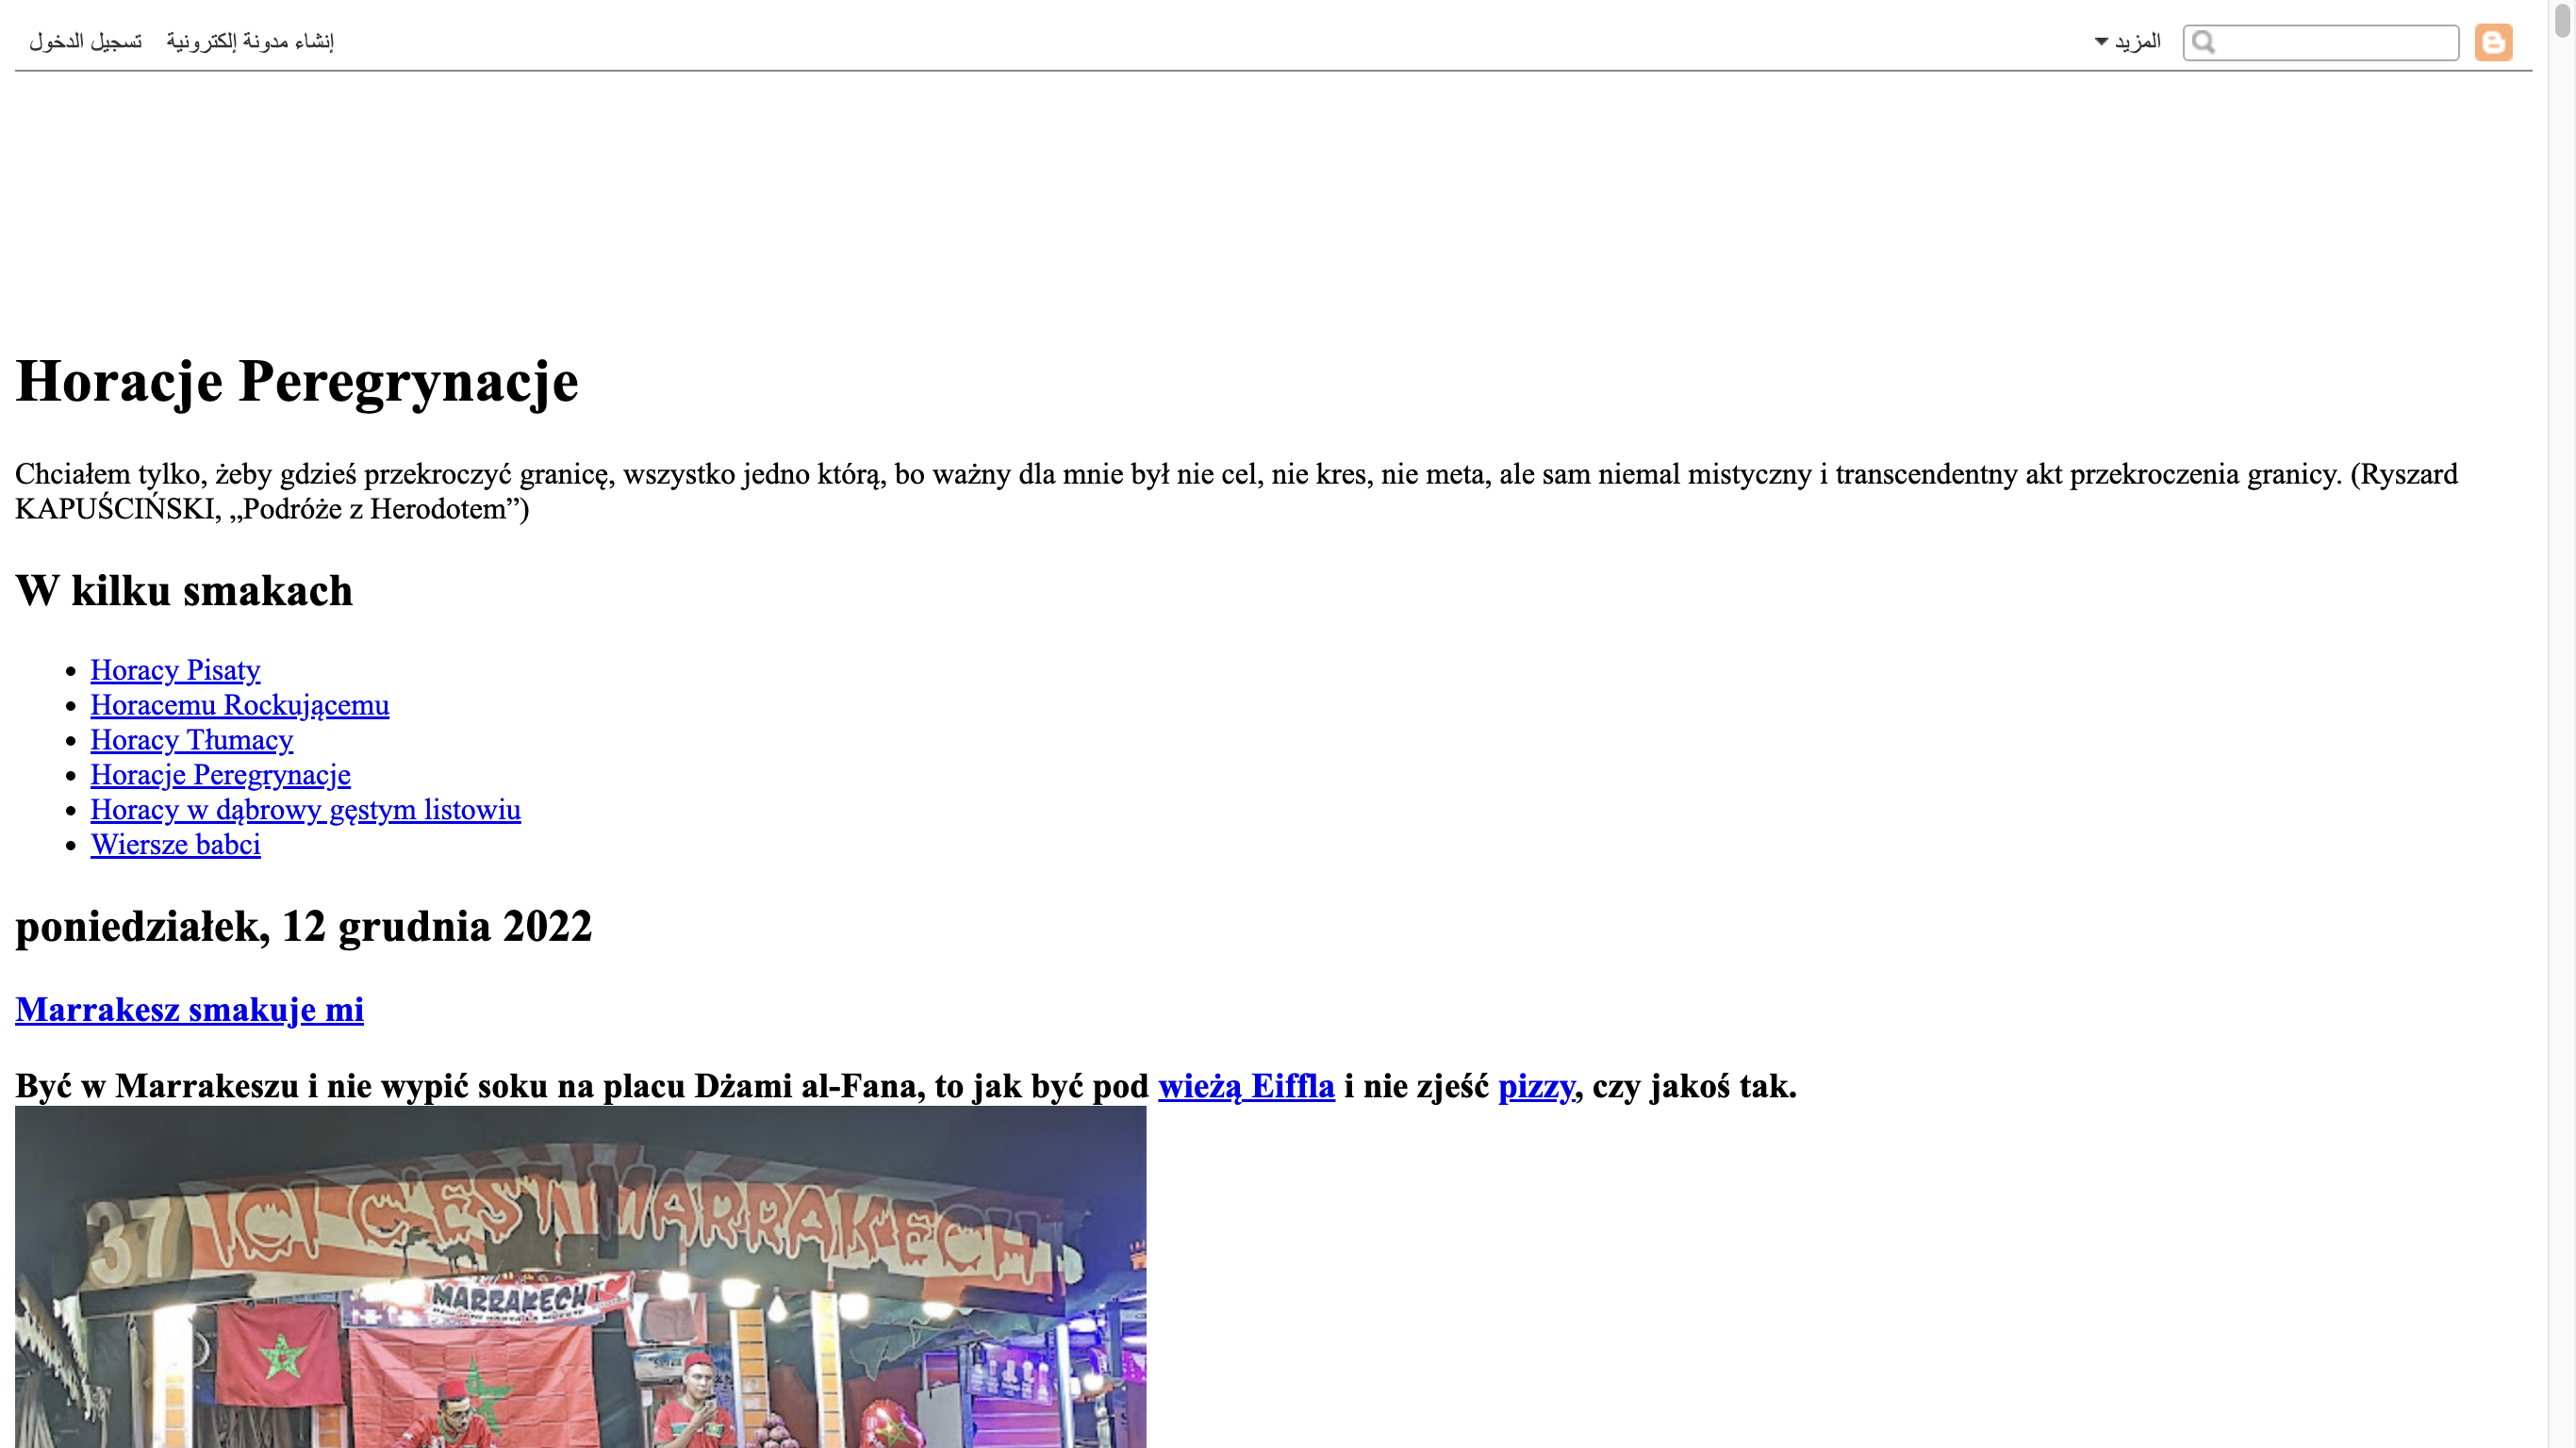 تسجيل الدخول إنشاء مدونة إلكترونية المزيد
Horacje Peregrynacje
Chciałem tylko, żeby gdzieś przekroczyć granicę, wszystko jedno którą, bo ważny dla mnie był nie cel, nie kres, nie meta, ale sam niemal mistyczny i transcendentny akt przekroczenia granicy. (Ryszard
KAPUŚCIŃSKI, „Podróże z Herodotem”)
W kilku smakach
Horacy Pisaty
Horacemu Rockującemu
Horacy Tłumacy
Horacje Peregrynacje
Horacy w dąbrowy gęstym listowiu
Wiersze babci
poniedziałek, 12 grudnia 2022
Marrakesz smakuje mi
Być w Marrakeszu i nie wypić soku na placu Dżami al-Fana, to jak być pod wieżą Eiffla i nie zjeść pizzy, czy jakoś tak.
37 ICI C'EST MARRAKECH
MARRAKECH